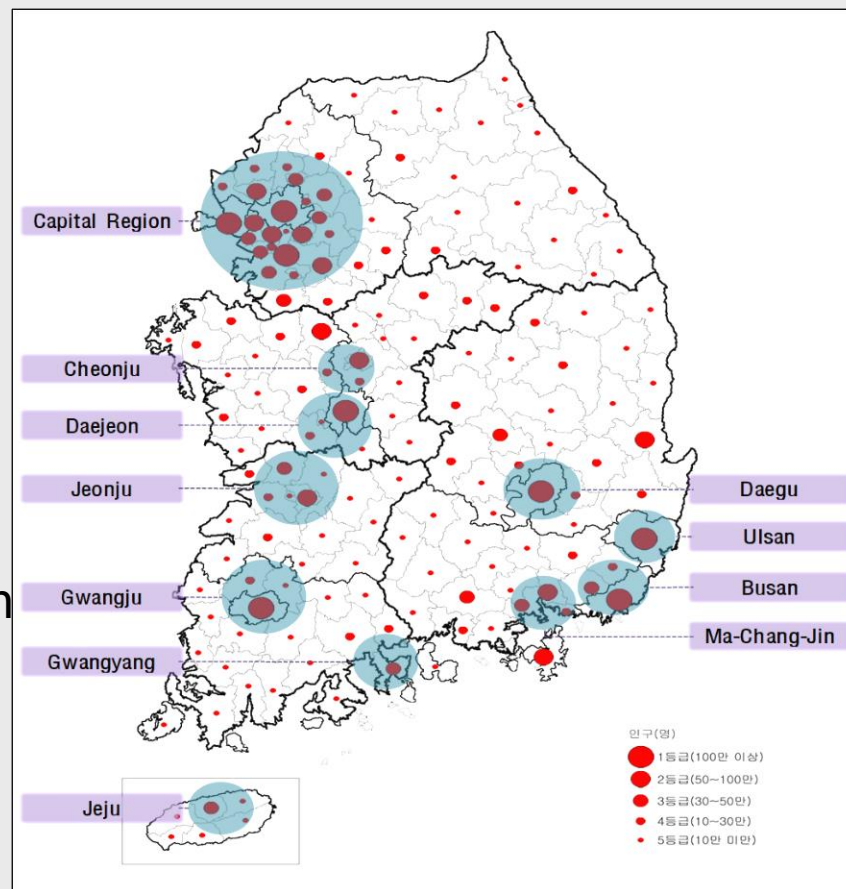 Capital Region
Cheonju
Daejeon
Jeonju
Gwangju
Gwangyang
Jeju
Daegu
Ulsan
Busan
Ma-Chang-Jin
인구(명)
1등급(100만 이상)
2등급(50~100만)
3등급(30~50만)
4등급(10~30만)
5등급(10만 미만)